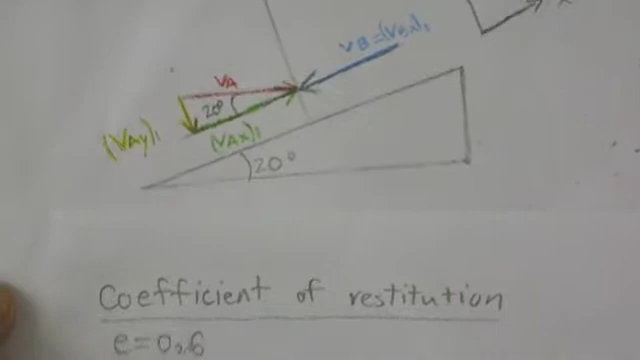 x
VB=(VBx)1
VA
20°
(VAy)1
(VAx)1
20°
Coefficient of restitution
e=0.6